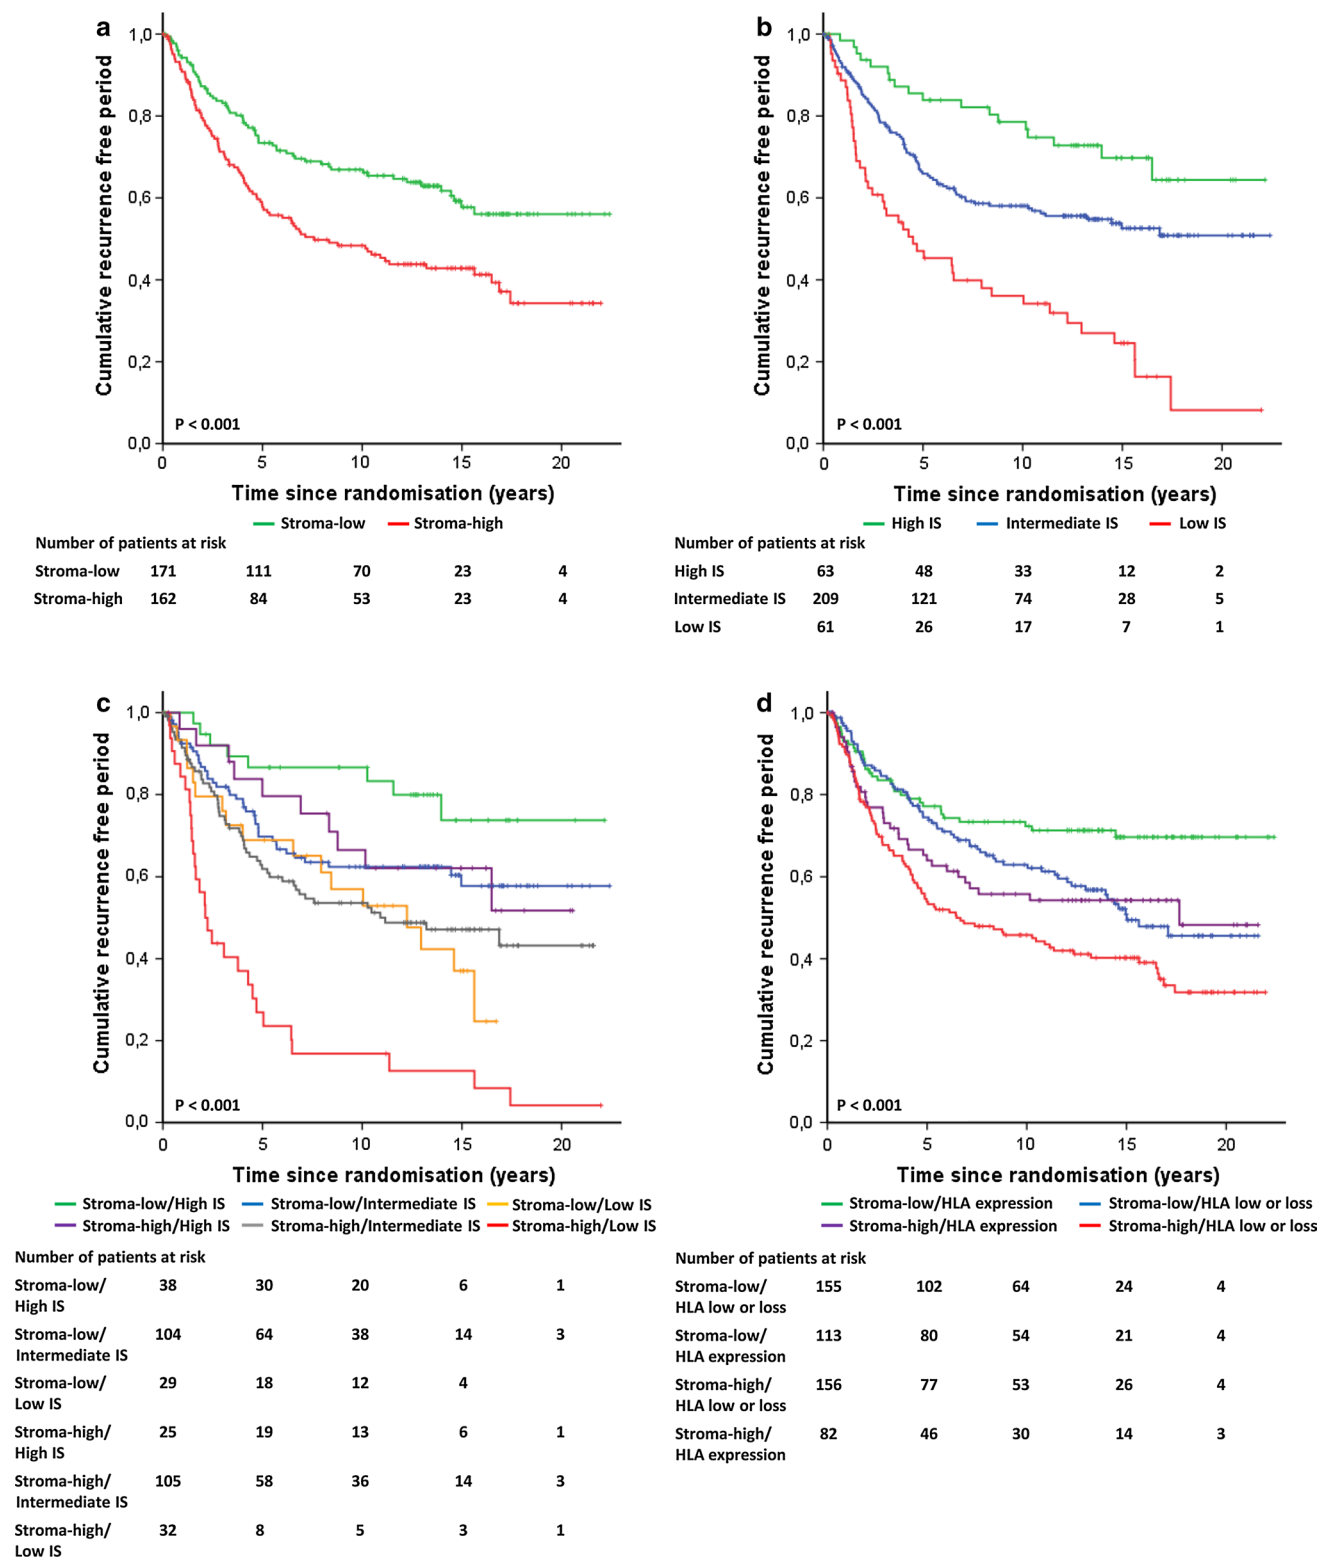 a
Cumulative recurrence free period
1,0
0,8
0,6
0,4
0,2
0,0
P < 0.001
0 5 10 15 20
Time since randomisation (years)
Stroma-low Stroma-high
Number of patients at risk
Stroma-low 171 111 70 23 4
Stroma-high 162 84 53 23 4
b
Cumulative recurrence free period
1,0
0,8
0,6
0,4
0,2
0,0
P < 0.001
0 5 10 15 20
Time since randomisation (years)
High IS Intermediate IS Low IS
Number of patients at risk
High IS 63 48 33 12 2
Intermediate IS 209 121 74 28 5
Low IS 61 26 17 7 1
c
Cumulative recurrence free period
1,0
0,8
0,6
0,4
0,2
0,0
P < 0.001
0 5 10 15 20
Time since randomisation (years)
Stroma-low/High IS Stroma-low/Intermediate IS Stroma-low/Low IS
Stroma-high/High IS Stroma-high/Intermediate IS Stroma-high/Low IS
Number of patients at risk
Stroma-low/ 38 30 20 6 1
High IS
Stroma-low/ 104 64 38 14 3
Intermediate IS
Stroma-low/ 29 18 12 4
Low IS
Stroma-high/ 25 19 13 6 1
High IS
Stroma-high/ 105 58 36 14 3
Intermediate IS
Stroma-high/ 32 8 5 3 1
Low IS
d
Cumulative recurrence free period
1,0
0,8
0,6
0,4
0,2
0,0
P < 0.001
0 5 10 15 20
Time since randomisation (years)
Stroma-low/HLA expression Stroma-low/HLA low or loss
Stroma-high/HLA expression Stroma-high/HLA low or loss
Number of patients at risk
Stroma-low/ 155 102 64 24 4
HLA low or loss
Stroma-low/ 113 80 54 21 4
HLA expression
Stroma-high/ 156 77 53 26 4
HLA low or loss
Stroma-high/ 82 46 30 14 3
HLA expression